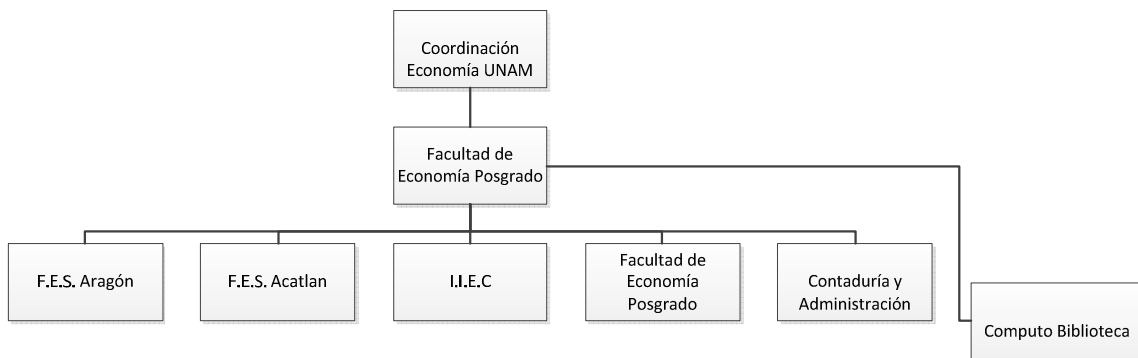 Coordinación
Economía UNAM
Facultad de
Economía Posgrado
F.E.S. Aragón
F.E.S. Acatlan
I.I.E.C
Facultad de
Economía
Posgrado
Contaduría y
Administración
Computo Biblioteca